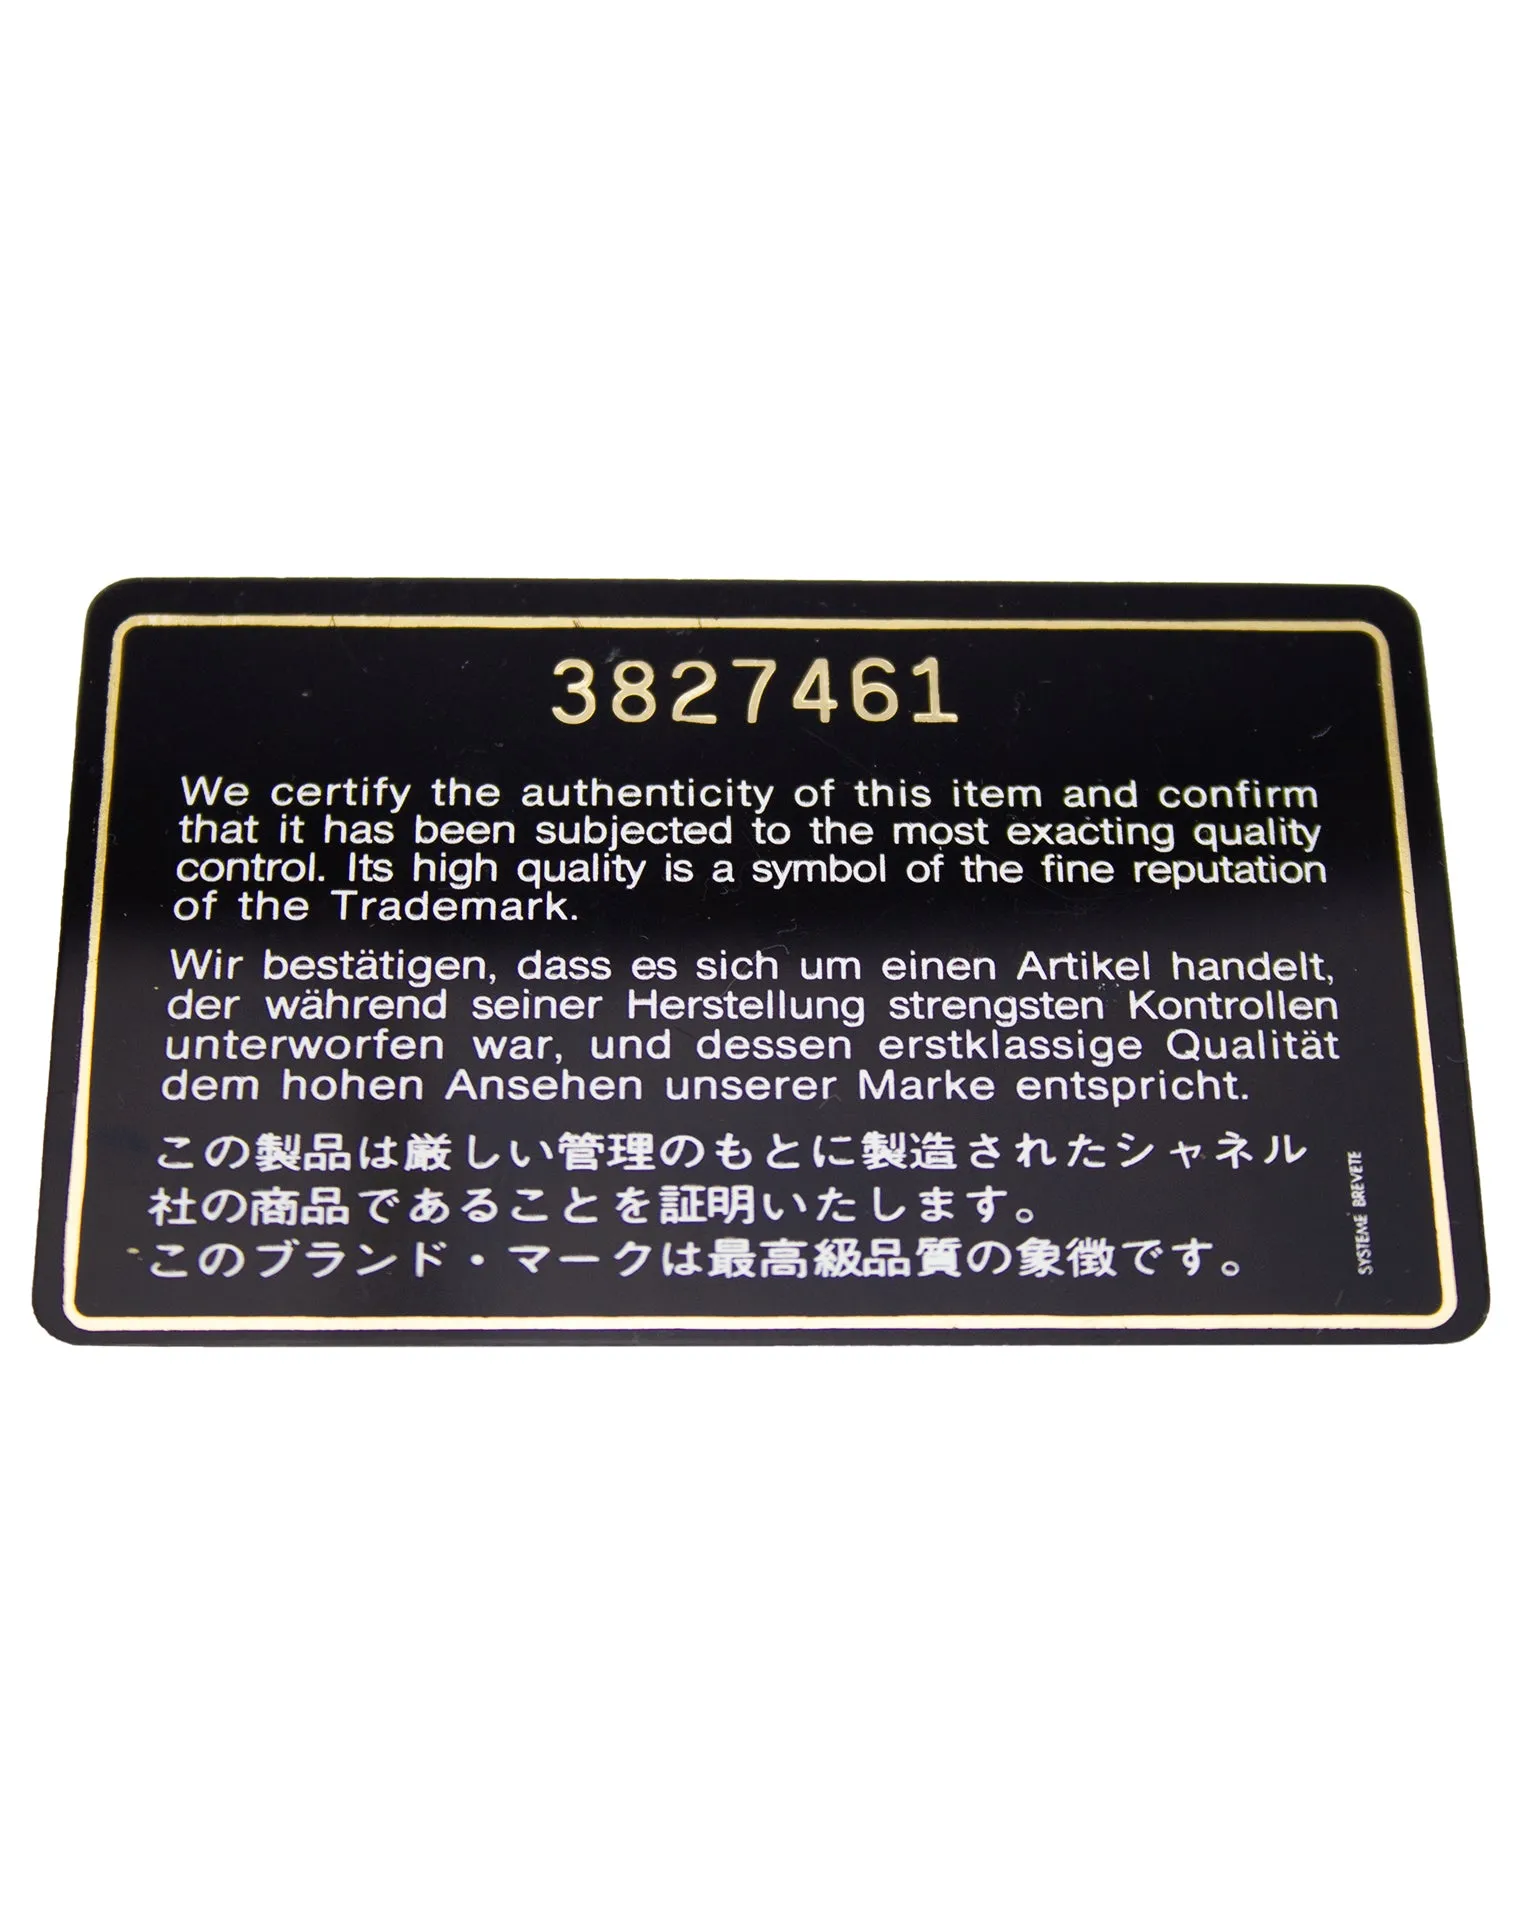 3827461
We certify the authenticity of this item and confirm
that it has been subjected to the most exacting quality
control. Its high quality is a symbol of the fine reputation
of the Trademark.
Wir bestätigen, dass es sich um einen Artikel handelt,
der während seiner Herstellung strengsten Kontrollen
unterworfen war, und dessen erstklassige Qualität
dem hohen Ansehen unserer Marke entspricht.
この製品は厳しい管理のもとに製造されたシャネル
社の商品であることを証明いたします。
このブランド・マークは最高級品質の象徴です。
SYSTEME BREVETE